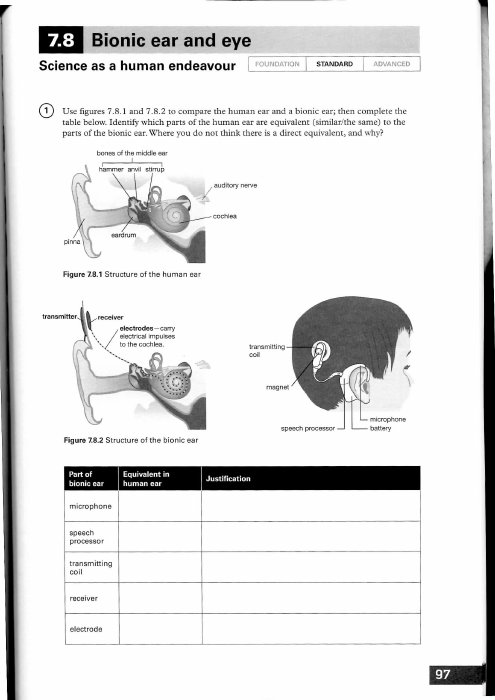 7.8 Bionic ear and eye
Science as a human endeavour
FOUNDATION STANDARD ADVANCED
1 Use figures 7.8.1 and 7.8.2 to compare the human ear and a bionic ear; then complete the
table below. Identify which parts of the human ear are equivalent (similar/the same) to the
parts of the bionic ear. Where you do not think there is a direct equivalent, and why?
bones of the middle ear
hammer anvil stirrup
auditory nerve
cochlea
eardrum
pinna
Figure 7.8.1 Structure of the human ear
transmitter
receiver
electrodes—carry
electrical impulses
to the cochlea.
transmitting
coil
magnet
microphone
speech processor
battery
Figure 7.8.2 Structure of the bionic ear
Part of
bionic ear
Equivalent in
human ear
Justification
microphone
speech
processor
transmitting
coil
receiver
electrode
97